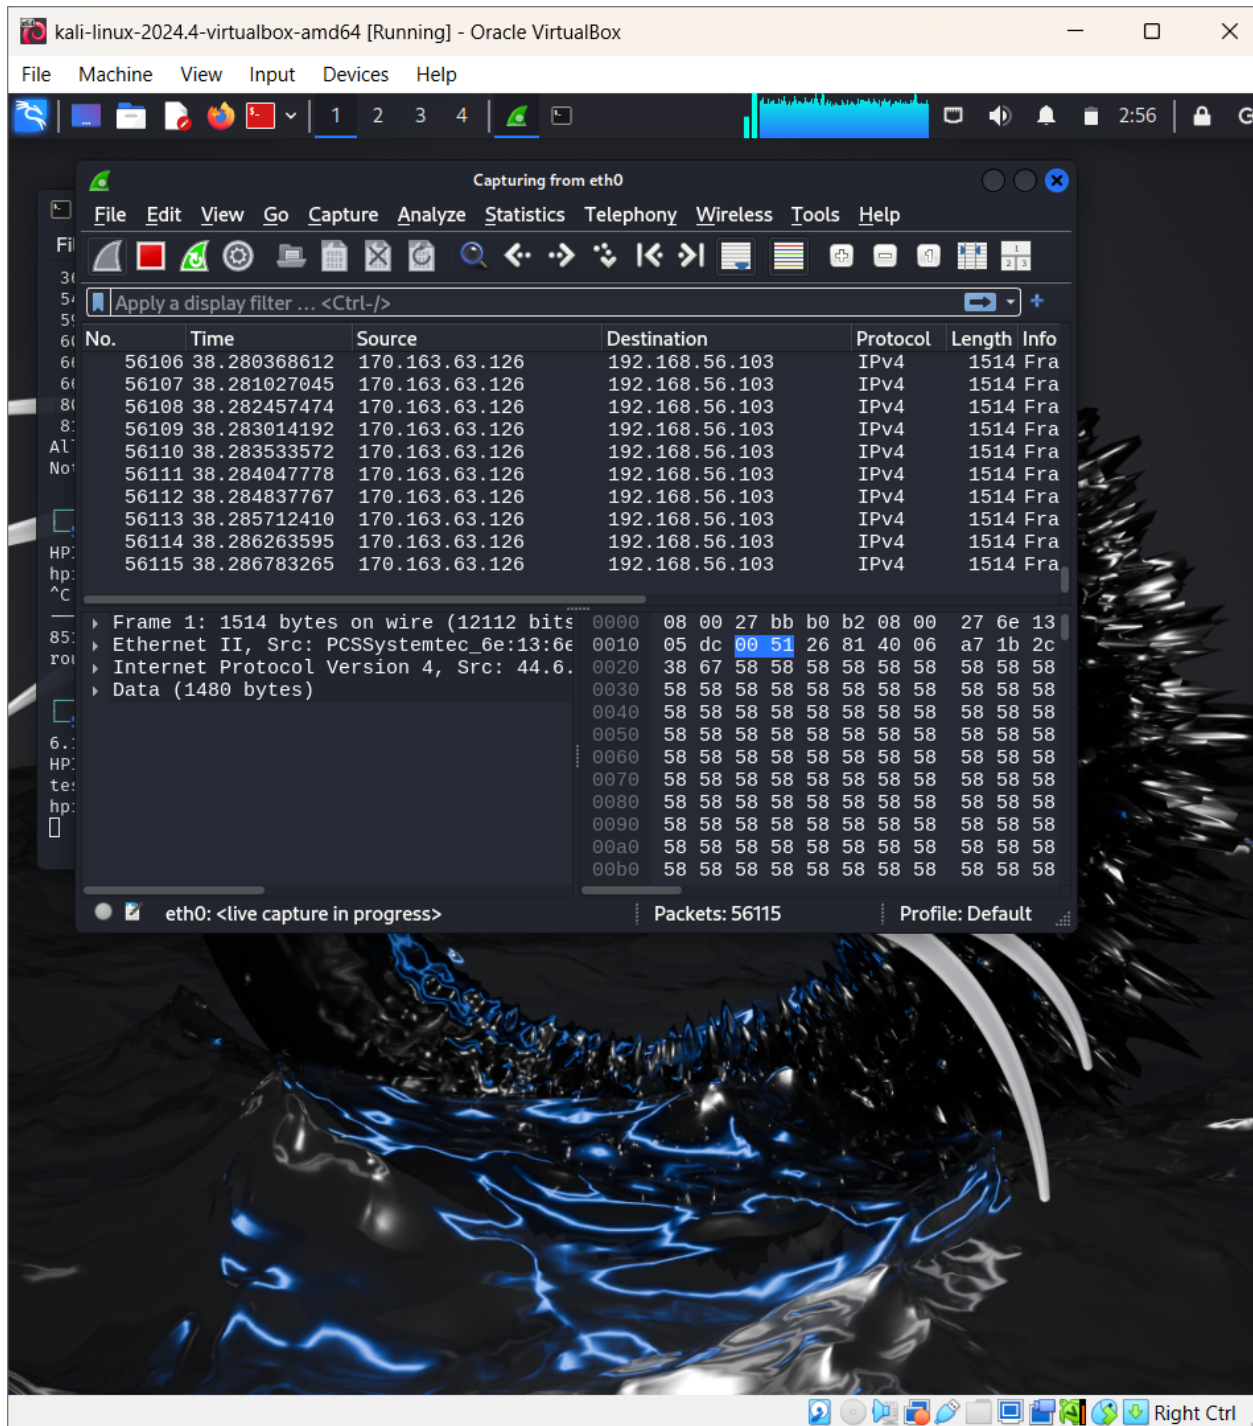 kali-linux-2024.4-virtualbox-amd64 [Running] - Oracle VirtualBox
File Machine View Input Devices Help
1 2 3 4 2:56
Capturing from eth0
File Edit View Go Capture Analyze Statistics Telephony Wireless Tools Help
Apply a display filter ... <Ctrl-/>
No. Time Source Destination Protocol Length Info
56106 38.280368612 170.163.63.126 192.168.56.103 IPv4 1514 Fra
56107 38.281027045 170.163.63.126 192.168.56.103 IPv4 1514 Fra
56108 38.282457474 170.163.63.126 192.168.56.103 IPv4 1514 Fra
56109 38.283014192 170.163.63.126 192.168.56.103 IPv4 1514 Fra
56110 38.283533572 170.163.63.126 192.168.56.103 IPv4 1514 Fra
56111 38.284047778 170.163.63.126 192.168.56.103 IPv4 1514 Fra
56112 38.284837767 170.163.63.126 192.168.56.103 IPv4 1514 Fra
56113 38.285712410 170.163.63.126 192.168.56.103 IPv4 1514 Fra
56114 38.286263595 170.163.63.126 192.168.56.103 IPv4 1514 Fra
56115 38.286783265 170.163.63.126 192.168.56.103 IPv4 1514 Fra
Frame 1: 1514 bytes on wire (12112 bits
Ethernet II, Src: PCSSystemtec_6e:13:6e
Internet Protocol Version 4, Src: 44.6.
Data (1480 bytes)
0000 08 00 27 bb b0 b2 08 00 27 6e 13
0010 05 dc 00 51 26 81 40 06 a7 1b 2c
0020 38 67 58 58 58 58 58 58 58 58 58
0030 58 58 58 58 58 58 58 58 58 58 58
0040 58 58 58 58 58 58 58 58 58 58 58
0050 58 58 58 58 58 58 58 58 58 58 58
0060 58 58 58 58 58 58 58 58 58 58 58
0070 58 58 58 58 58 58 58 58 58 58 58
0080 58 58 58 58 58 58 58 58 58 58 58
0090 58 58 58 58 58 58 58 58 58 58 58
00a0 58 58 58 58 58 58 58 58 58 58 58
00b0 58 58 58 58 58 58 58 58 58 58 58
eth0: <live capture in progress> Packets: 56115 Profile: Default
Fi
All
Not
HPI
hpi
^C
851
rou
6.1
HPI
tes
hpi
Right Ctrl